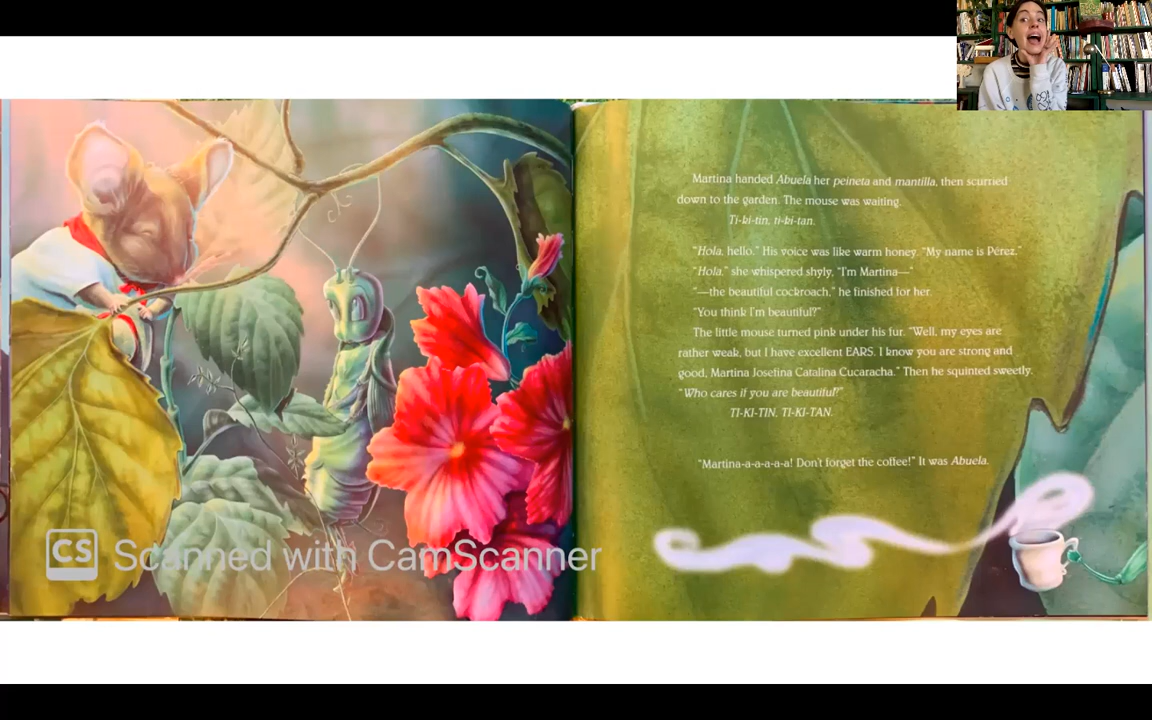 Martina handed Abuela her peineta and mantilla, then scurried
down to the garden. The mouse was waiting.
Ti-ki-tin, ti-ki-tan.
"Hola, hello." His voice was like warm honey. "My name is Pérez."
"Hola," she whispered shyly, "I'm Martina—"
"—the beautiful cockroach," he finished for her.
"You think I'm beautiful?"
The little mouse turned pink under his fur. "Well, my eyes are
rather weak, but I have excellent EARS. I know you are strong and
good, Martina Josefina Catalina Cucaracha." Then he squinted sweetly.
"Who cares if you are beautiful?"
TI-KI-TIN, TI-KI-TAN.
"Martina-a-a-a-a-a! Don't forget the coffee!" It was Abuela.
CS Scanned with CamScanner